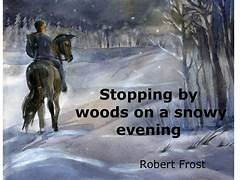 Stopping by
woods on a snowy
evening
Robert Frost